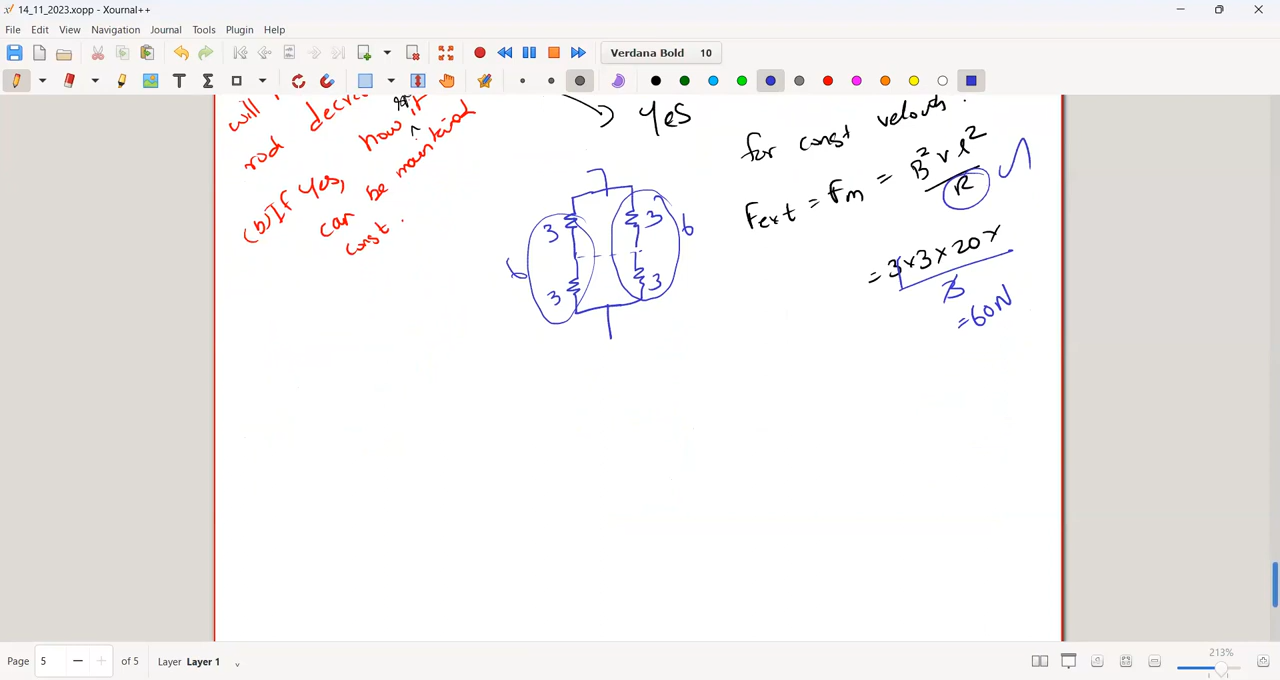 14_11_2023.xopp - Xournal++
File Edit View Navigation Journal Tools Plugin Help
Verdana Bold 10
will
rod decre
how it
(b) If yes,
can be maintained
const.
Yes
3 3
6 6
3 3
for const velocity.
Fext = Fm = B²vl²
R
= 3×3×20×
3
=60N
Page 5 of 5 Layer Layer 1
213%